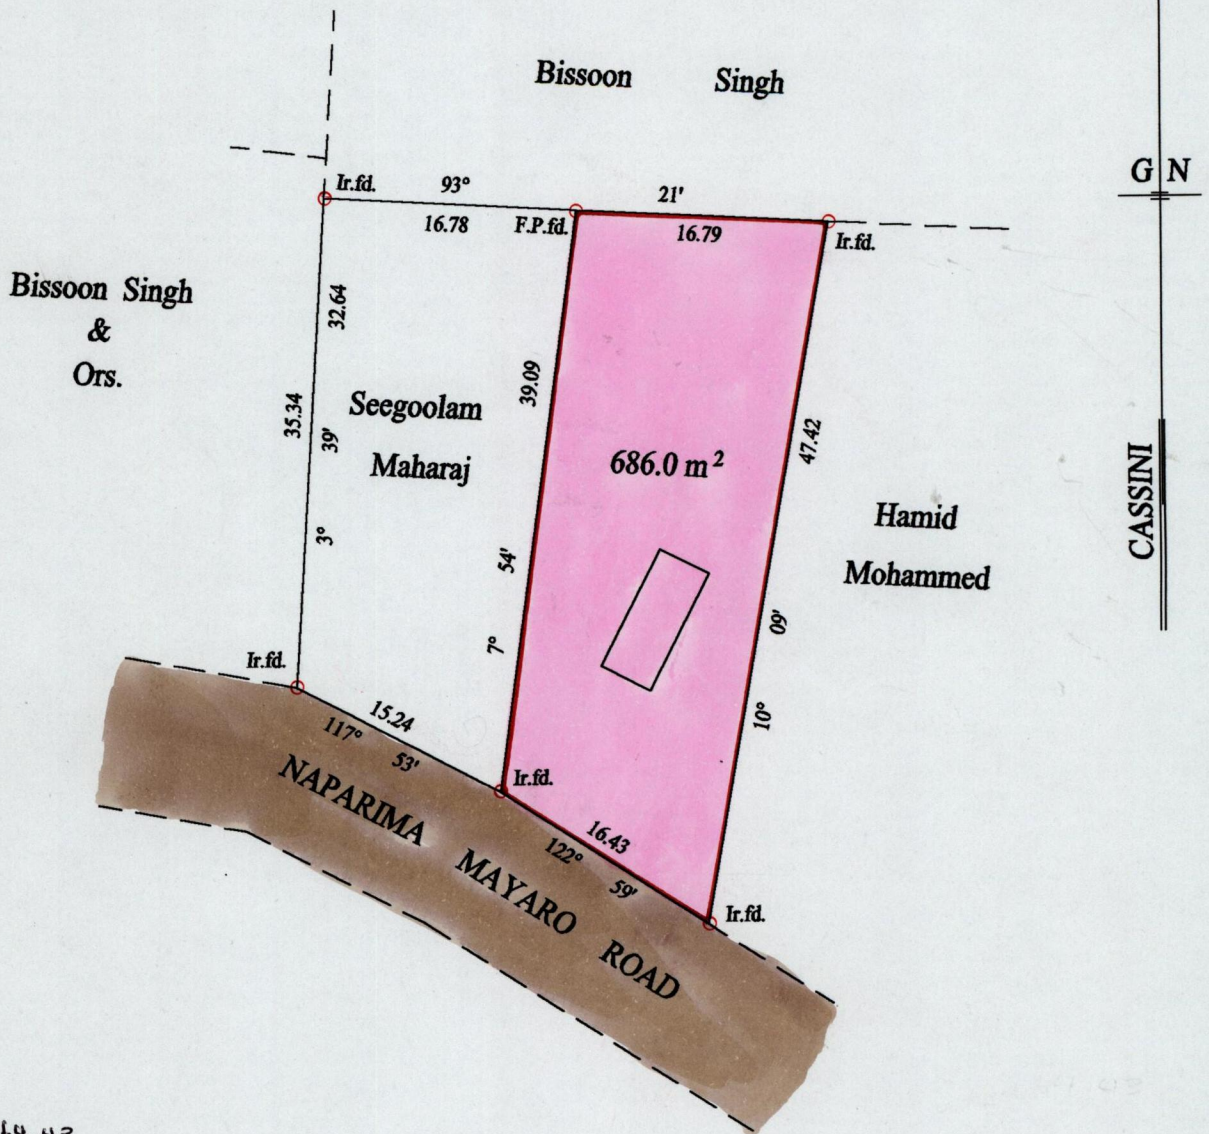 Bissoon Singh
G N
Ir.fd.
93°
21'
16.78
F.P.fd.
16.79
Ir.fd.
Bissoon Singh
&
Ors.
32.64
35.34
39'
3°
Seegoolam
Maharaj
39.09
54'
7°
686.0 m²
47.42
09'
10°
Hamid
Mohammed
CASSINI
Ir.fd.
15.24
117°
53'
Ir.fd.
16.43
122°
59'
Ir.fd.
NAPARIMA MAYARO ROAD